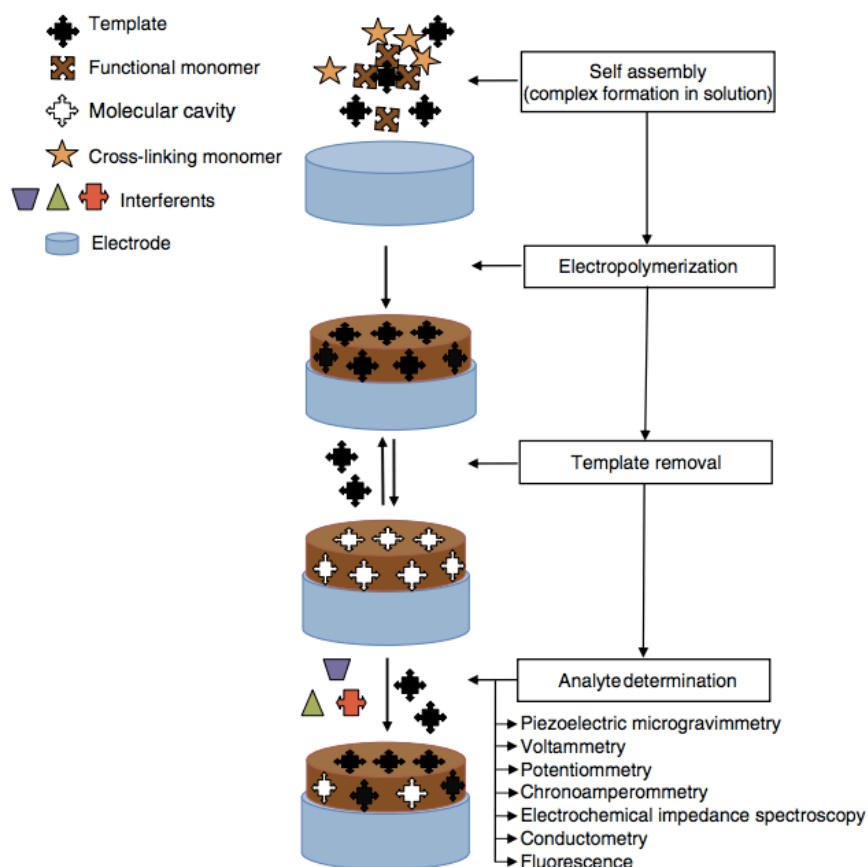 Template
Functional monomer
Molecular cavity
Cross-linking monomer
Interferents
Electrode
Self assembly
(complex formation in solution)
Electropolymerization
Template removal
Analyte determination
Piezoelectric microgravimmetry
Voltammetry
Potentiommetry
Chronoamperommetry
Electrochemical impedance spectroscopy
Conductometry
Fluorescence